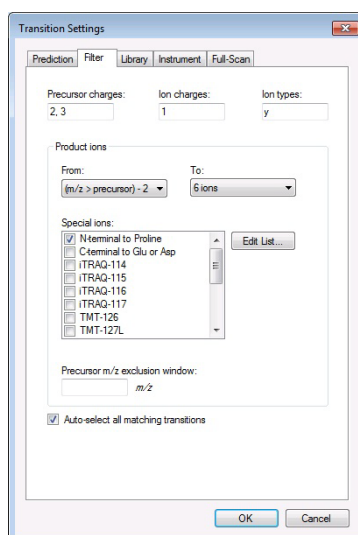 Transition Settings
Prediction Filter Library Instrument Full-Scan
Precursor charges: Ion charges: Ion types:
2, 3 1 y
Product ions
From: To:
(m/z > precursor) - 2 6 ions
Special ions:
N-terminal to Proline
Edit List...
C-terminal to Glu or Asp
iTRAQ-114
iTRAQ-115
iTRAQ-116
iTRAQ-117
TMT-126
TMT-127L
Precursor m/z exclusion window:
m/z
Auto-select all matching transitions
OK Cancel